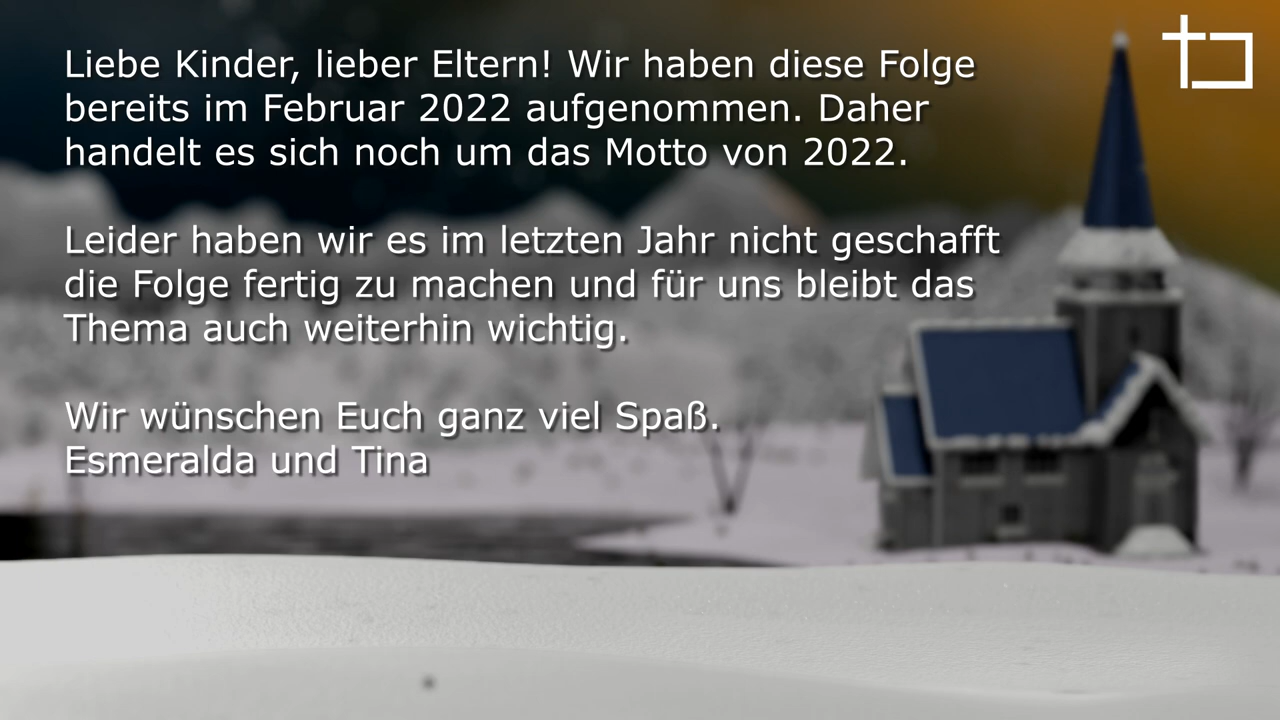 Liebe Kinder, lieber Eltern! Wir haben diese Folge
bereits im Februar 2022 aufgenommen. Daher
handelt es sich noch um das Motto von 2022.
Leider haben wir es im letzten Jahr nicht geschafft
die Folge fertig zu machen und für uns bleibt das
Thema auch weiterhin wichtig.
Wir wünschen Euch ganz viel Spaß.
Esmeralda und Tina